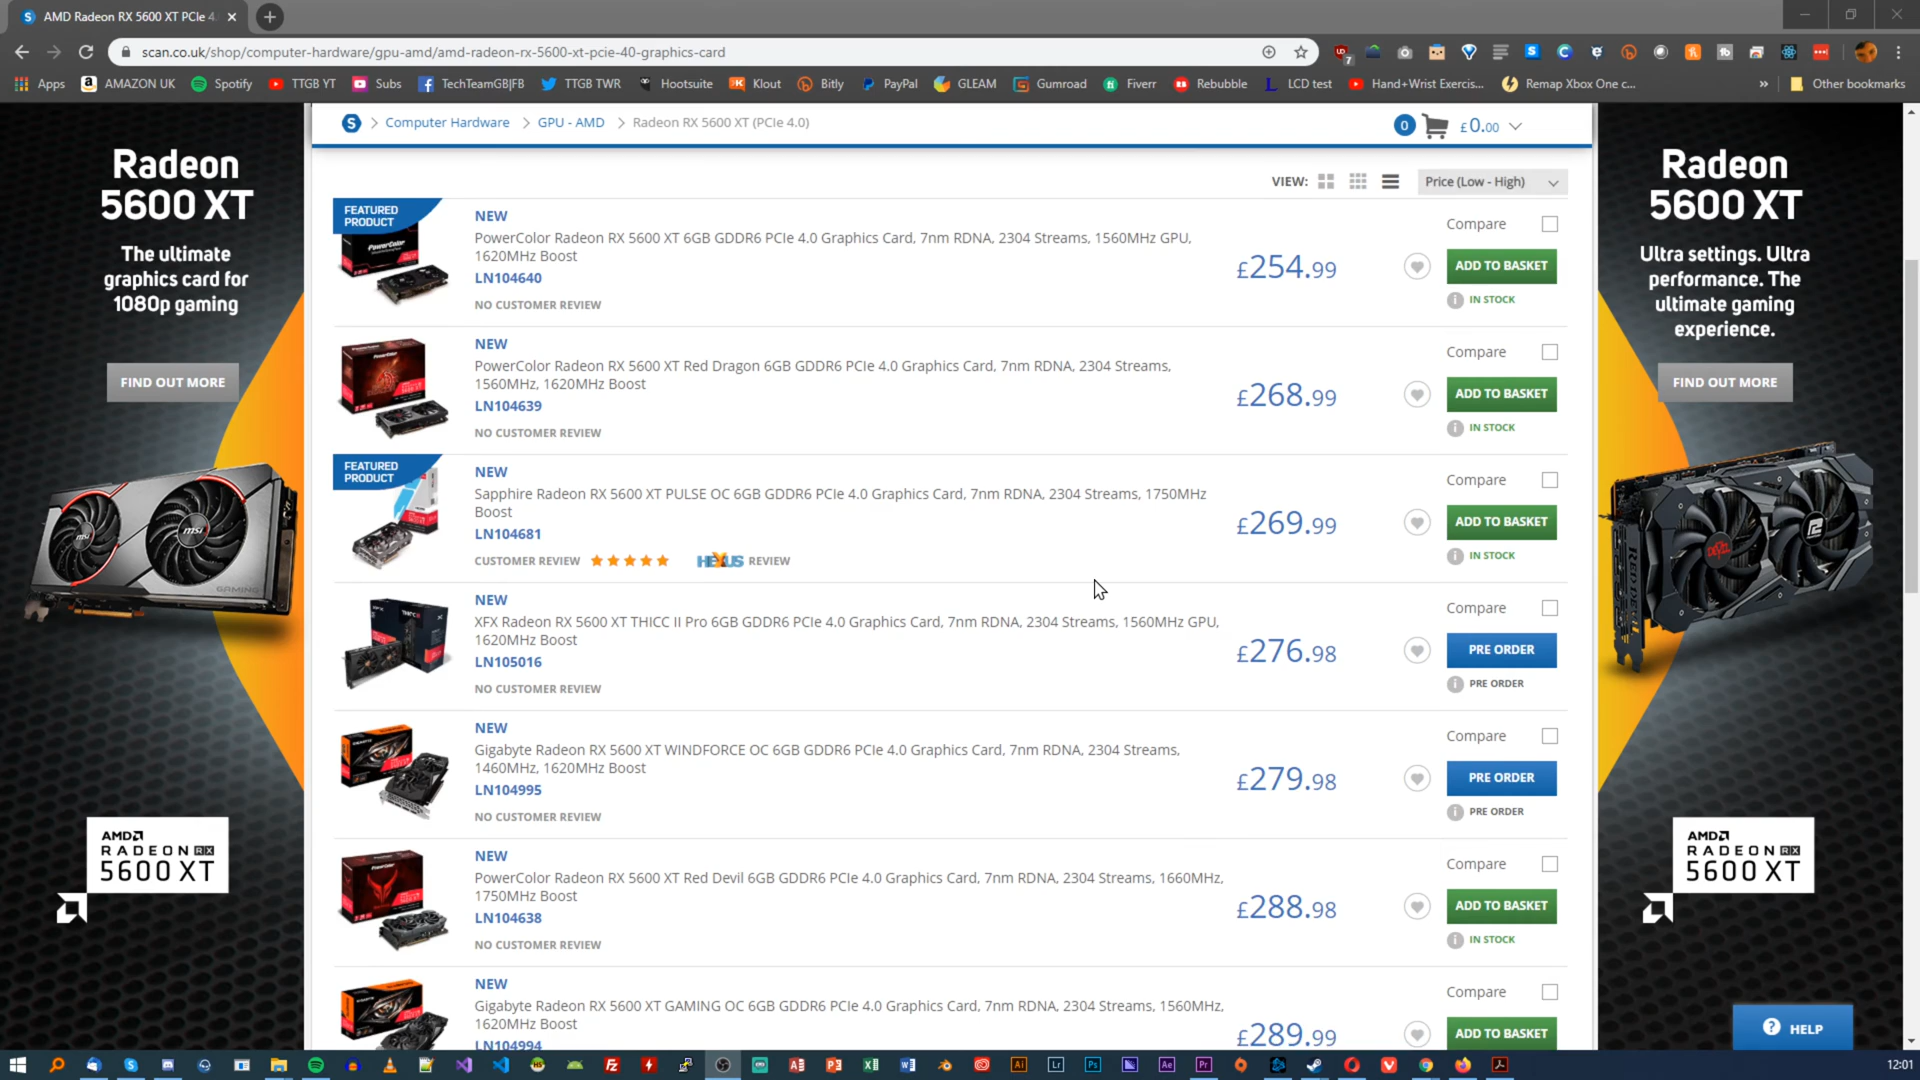 AMD Radeon RX 5600 XT PCIe 4.
scan.co.uk/shop/computer-hardware/gpu-amd/amd-radeon-rx-5600-xt-pcie-40-graphics-card
Apps AMAZON UK Spotify TTGB YT Subs TechTeamGB|FB TTGB TWR Hootsuite Klout Bitly PayPal GLEAM Gumroad Fiverr Rebubble LCD test Hand+Wrist Exercis... Remap Xbox One c... » Other bookmarks
Computer Hardware GPU - AMD Radeon RX 5600 XT (PCIe 4.0)
0 £0.00
VIEW: Price (Low - High)
Radeon
5600 XT
The ultimate
graphics card for
1080p gaming
FIND OUT MORE
AMD
RADEON RX
5600 XT
FEATURED
PRODUCT
NEW
PowerColor Radeon RX 5600 XT 6GB GDDR6 PCIe 4.0 Graphics Card, 7nm RDNA, 2304 Streams, 1560MHz GPU,
1620MHz Boost
LN104640
NO CUSTOMER REVIEW
£254.99
Compare
ADD TO BASKET
IN STOCK
NEW
PowerColor Radeon RX 5600 XT Red Dragon 6GB GDDR6 PCIe 4.0 Graphics Card, 7nm RDNA, 2304 Streams,
1560MHz, 1620MHz Boost
LN104639
NO CUSTOMER REVIEW
£268.99
Compare
ADD TO BASKET
IN STOCK
FEATURED
PRODUCT
NEW
Sapphire Radeon RX 5600 XT PULSE OC 6GB GDDR6 PCIe 4.0 Graphics Card, 7nm RDNA, 2304 Streams, 1750MHz
Boost
LN104681
CUSTOMER REVIEW HEXUS REVIEW
£269.99
Compare
ADD TO BASKET
IN STOCK
NEW
XFX Radeon RX 5600 XT THICC II Pro 6GB GDDR6 PCIe 4.0 Graphics Card, 7nm RDNA, 2304 Streams, 1560MHz GPU,
1620MHz Boost
LN105016
NO CUSTOMER REVIEW
£276.98
Compare
PRE ORDER
PRE ORDER
NEW
Gigabyte Radeon RX 5600 XT WINDFORCE OC 6GB GDDR6 PCIe 4.0 Graphics Card, 7nm RDNA, 2304 Streams,
1460MHz, 1620MHz Boost
LN104995
NO CUSTOMER REVIEW
£279.98
Compare
PRE ORDER
PRE ORDER
NEW
PowerColor Radeon RX 5600 XT Red Devil 6GB GDDR6 PCIe 4.0 Graphics Card, 7nm RDNA, 2304 Streams, 1660MHz,
1750MHz Boost
LN104638
NO CUSTOMER REVIEW
£288.98
Compare
ADD TO BASKET
IN STOCK
NEW
Gigabyte Radeon RX 5600 XT GAMING OC 6GB GDDR6 PCIe 4.0 Graphics Card, 7nm RDNA, 2304 Streams, 1560MHz,
1620MHz Boost
LN104994
£289.99
Compare
ADD TO BASKET
Radeon
5600 XT
Ultra settings. Ultra
performance. The
ultimate gaming
experience.
FIND OUT MORE
AMD
RADEON RX
5600 XT
HELP
12:01